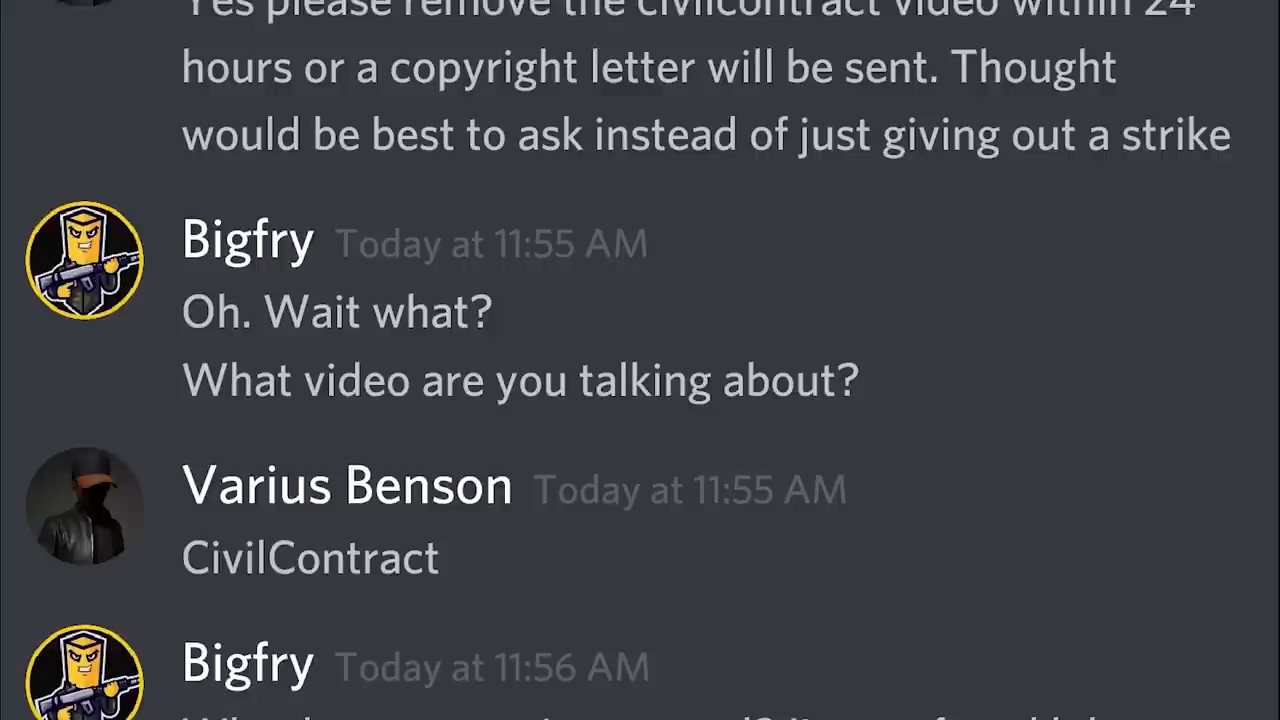 Yes please remove the civilcontract video within 24
hours or a copyright letter will be sent. Thought
would be best to ask instead of just giving out a strike
Bigfry Today at 11:55 AM
Oh. Wait what?
What video are you talking about?
Varius Benson Today at 11:55 AM
CivilContract
Bigfry Today at 11:56 AM